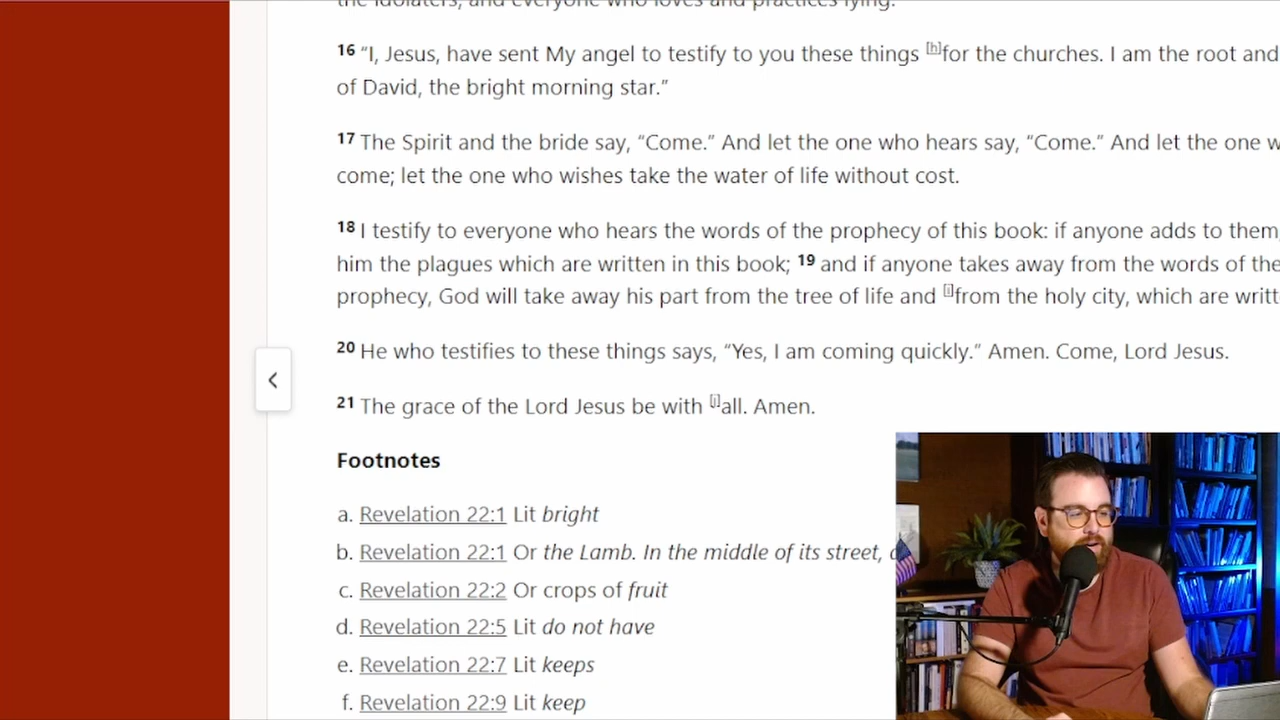 the idolaters, and everyone who loves and practices lying.
16 “I, Jesus, have sent My angel to testify to you these things [h]for the churches. I am the root and
of David, the bright morning star.”
17 The Spirit and the bride say, “Come.” And let the one who hears say, “Come.” And let the one w
come; let the one who wishes take the water of life without cost.
18 I testify to everyone who hears the words of the prophecy of this book: if anyone adds to them,
him the plagues which are written in this book; 19 and if anyone takes away from the words of the
prophecy, God will take away his part from the tree of life and [i]from the holy city, which are writt
20 He who testifies to these things says, “Yes, I am coming quickly.” Amen. Come, Lord Jesus.
21 The grace of the Lord Jesus be with [j]all. Amen.
Footnotes
a. Revelation 22:1 Lit bright
b. Revelation 22:1 Or the Lamb. In the middle of its street,
c. Revelation 22:2 Or crops of fruit
d. Revelation 22:5 Lit do not have
e. Revelation 22:7 Lit keeps
f. Revelation 22:9 Lit keep